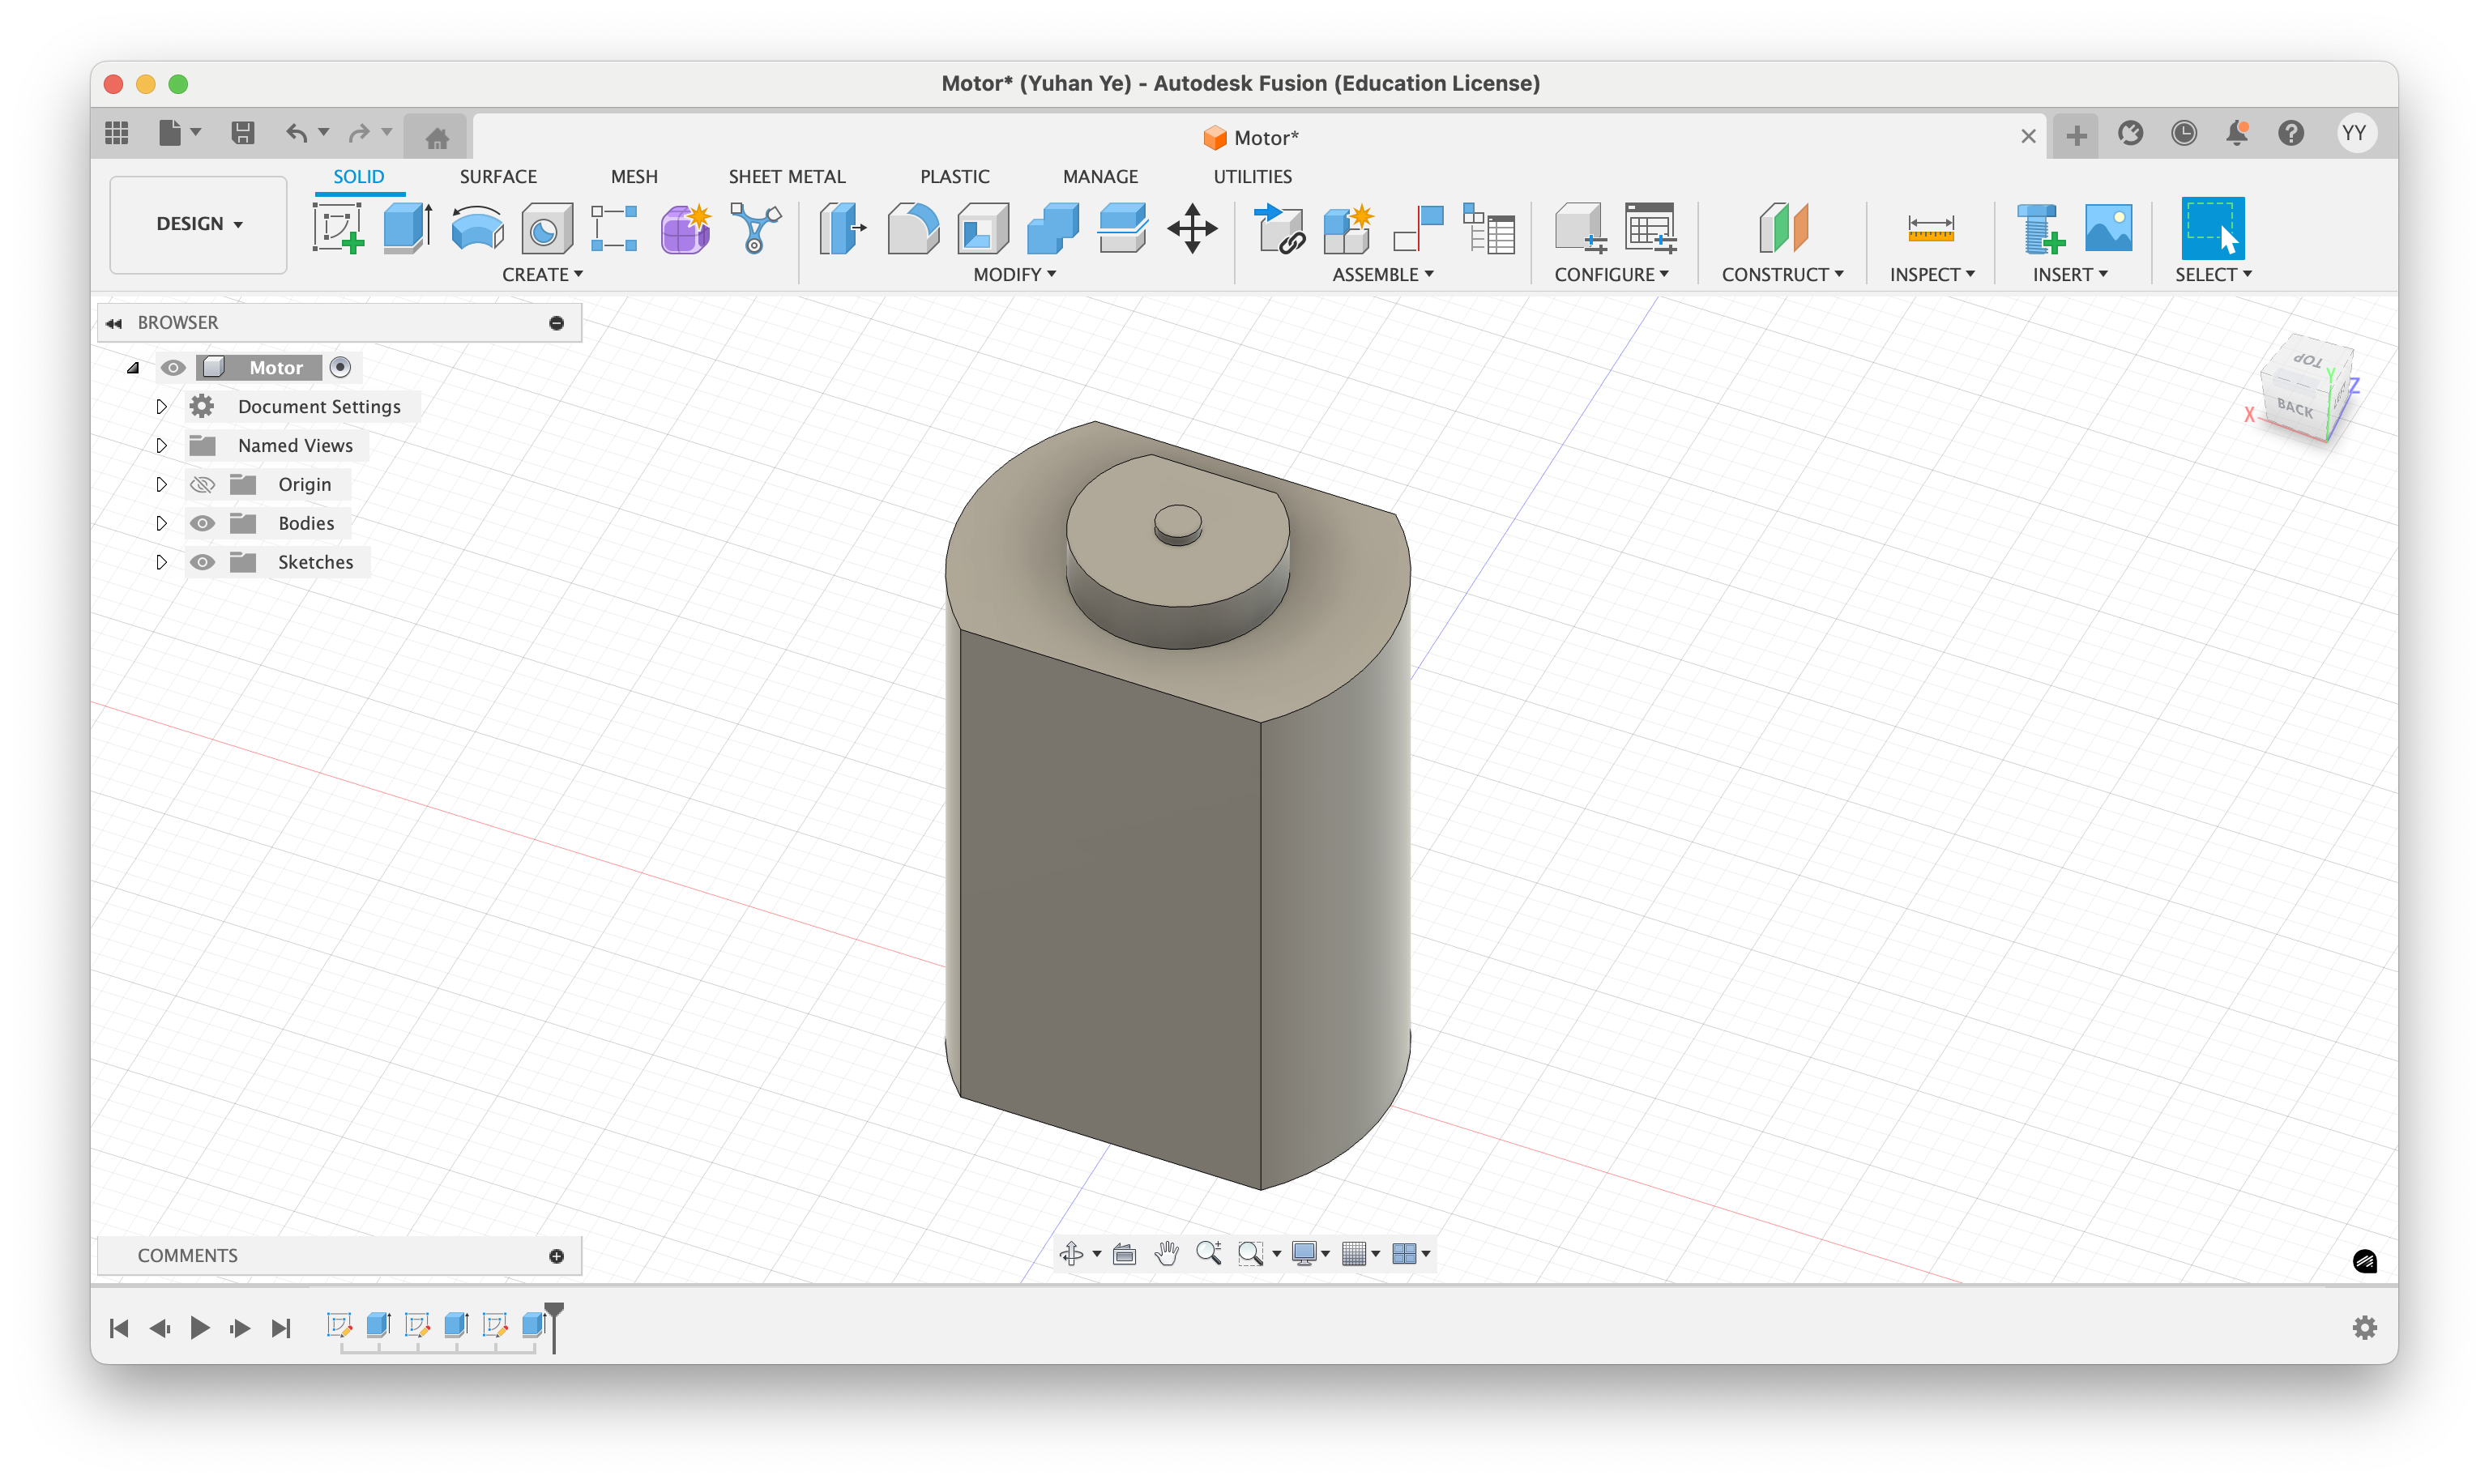 Motor* (Yuhan Ye) - Autodesk Fusion (Education License)
Motor*
YY
DESIGN
SOLID SURFACE MESH SHEET METAL PLASTIC MANAGE UTILITIES
CREATE MODIFY ASSEMBLE CONFIGURE CONSTRUCT INSPECT INSERT SELECT
BROWSER
Motor
Document Settings
Named Views
Origin
Bodies
Sketches
TOP
BACK
X
Y
Z
COMMENTS